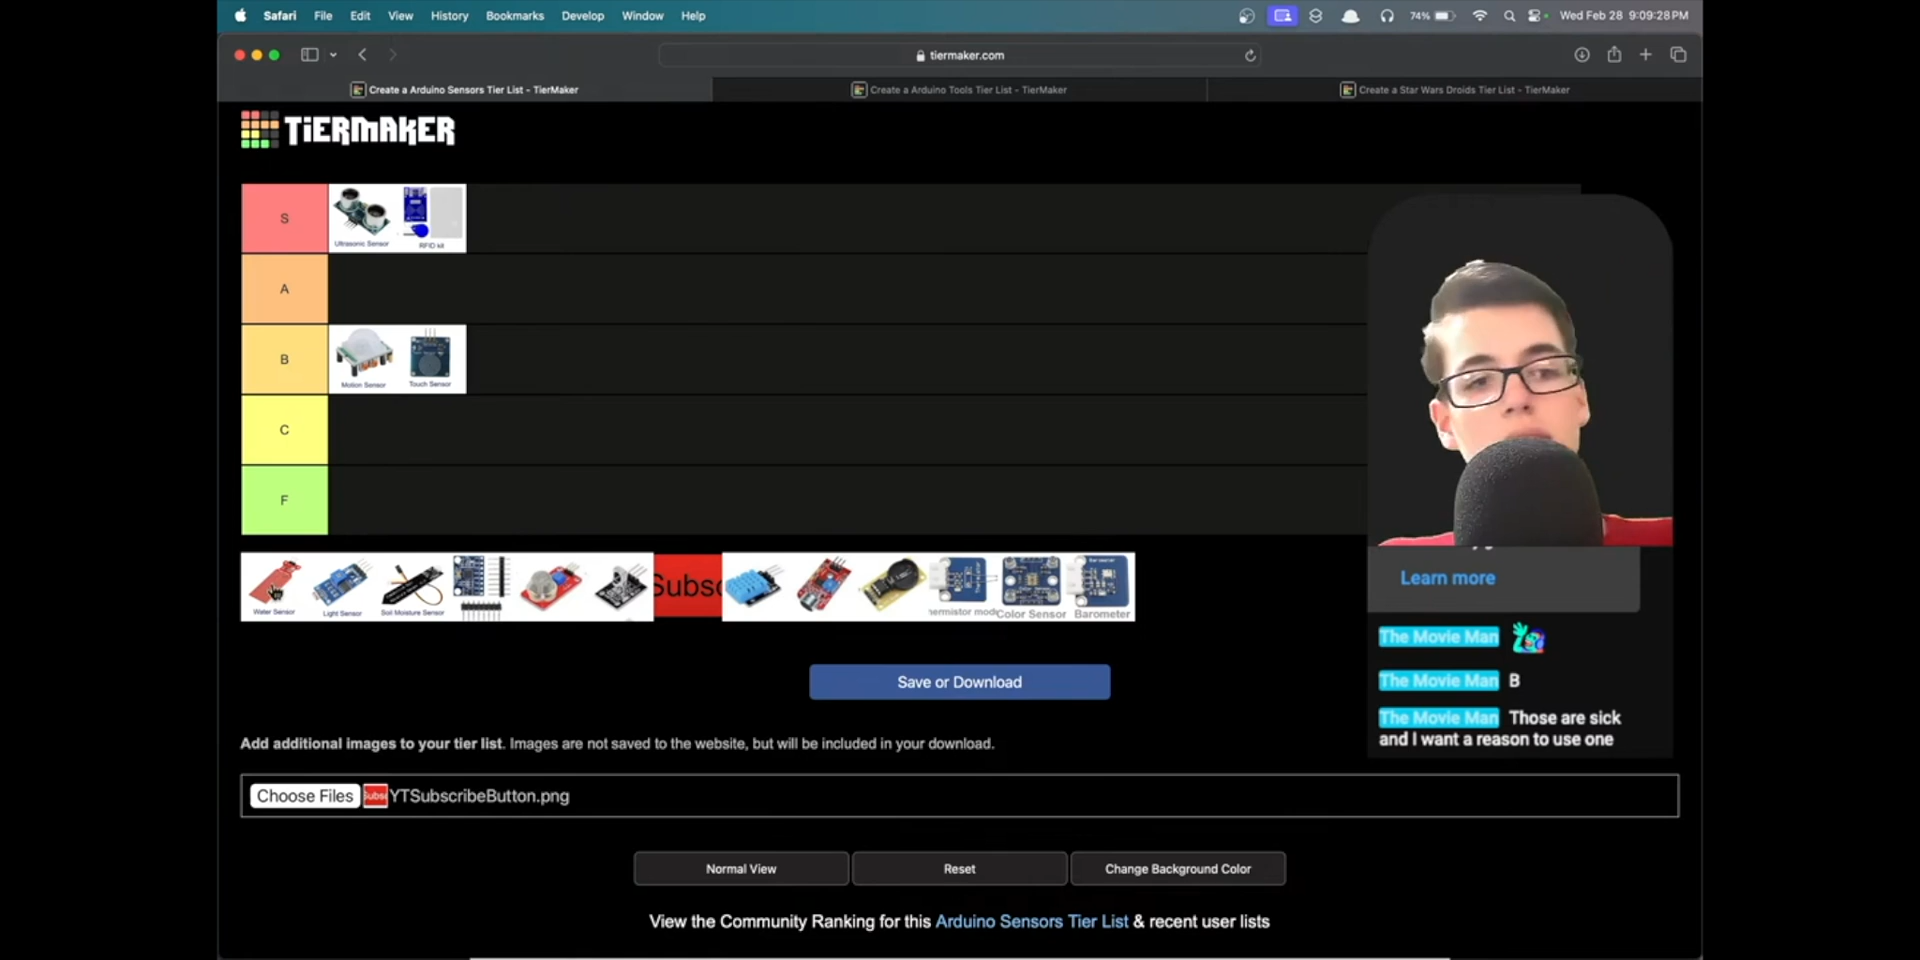 Safari File Edit View History Bookmarks Develop Window Help 74% Wed Feb 28 9:09:28 PM
tiermaker.com
Create a Arduino Sensors Tier List - TierMaker Create a Arduino Tools Tier List - TierMaker Create a Star Wars Droids Tier List - TierMaker
TiERMAKER
S
Ultrasonic Sensor RFID kit
A
B
Motion Sensor Touch Sensor
C
F
Subsc
Water Sensor Light Sensor Soil Moisture Sensor ermistor modu Color Sensor Barometer
Learn more
The Movie Man
The Movie Man B
The Movie Man Those are sick
and I want a reason to use one
Save or Download
Add additional images to your tier list. Images are not saved to the website, but will be included in your download.
Choose Files Subsc YTSubscribeButton.png
Normal View Reset Change Background Color
View the Community Ranking for this Arduino Sensors Tier List & recent user lists